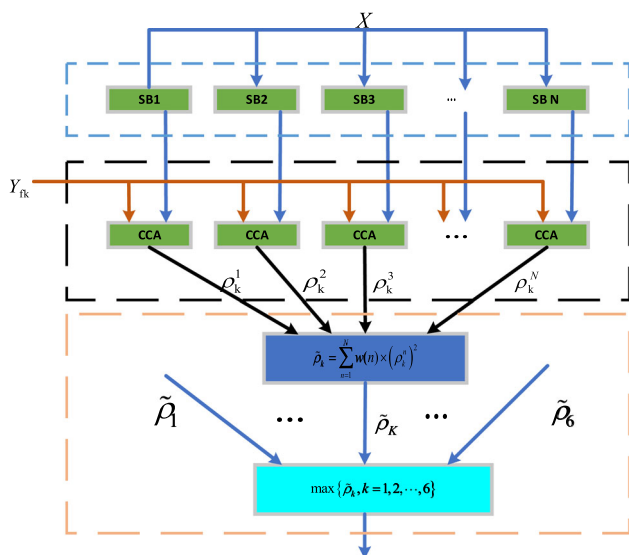 X
SB1 SB2 SB3 ... SB N
Y_fk
CCA CCA CCA ... CCA
ρ_k^1 ρ_k^2 ρ_k^3 ρ_k^N
ρ̃_k = ∑_{n=1}^{N} w(n)×(ρ_k^n)^2
ρ̃_1 ... ρ̃_K ... ρ̃_6
max{ρ̃_k, k = 1, 2, ⋯, 6}